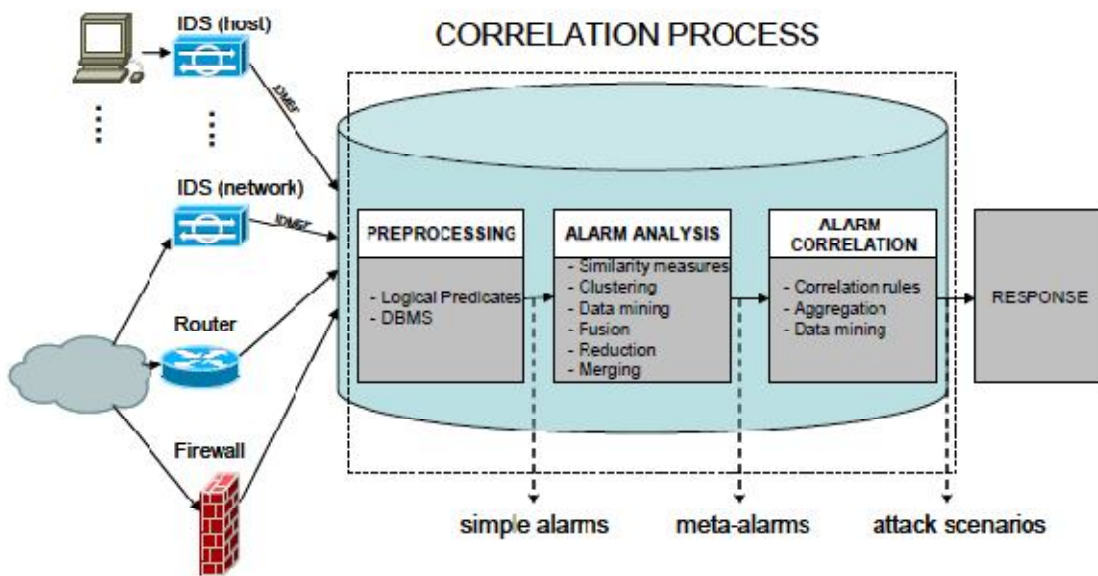 CORRELATION PROCESS
IDS (host)
IDS (network)
IDMEF
Router
Firewall
PREPROCESSING
- Logical Predicates
- DBMS
ALARM ANALYSIS
- Similarity measures
- Clustering
- Data mining
- Fusion
- Reduction
- Merging
ALARM
CORRELATION
- Correlation rules
- Aggregation
- Data mining
RESPONSE
simple alarms
meta-alarms
attack scenarios